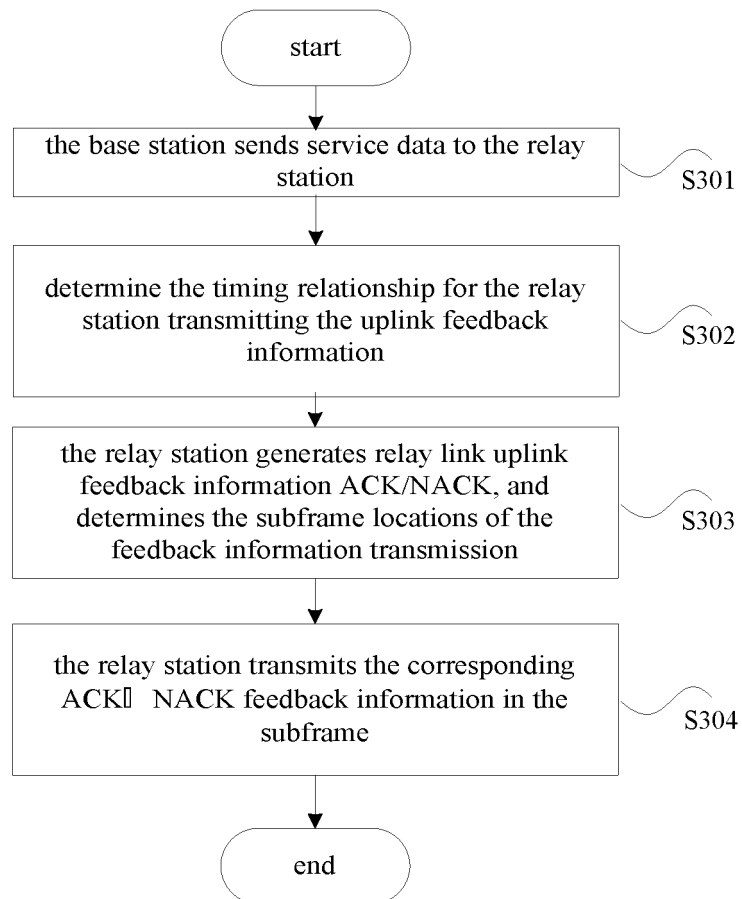 start
the base station sends service data to the relay
station
S301
determine the timing relationship for the relay
station transmitting the uplink feedback
information
S302
the relay station generates relay link uplink
feedback information ACK/NACK, and
determines the subframe locations of the
feedback information transmission
S303
the relay station transmits the corresponding
ACK▯ NACK feedback information in the
subframe
S304
end